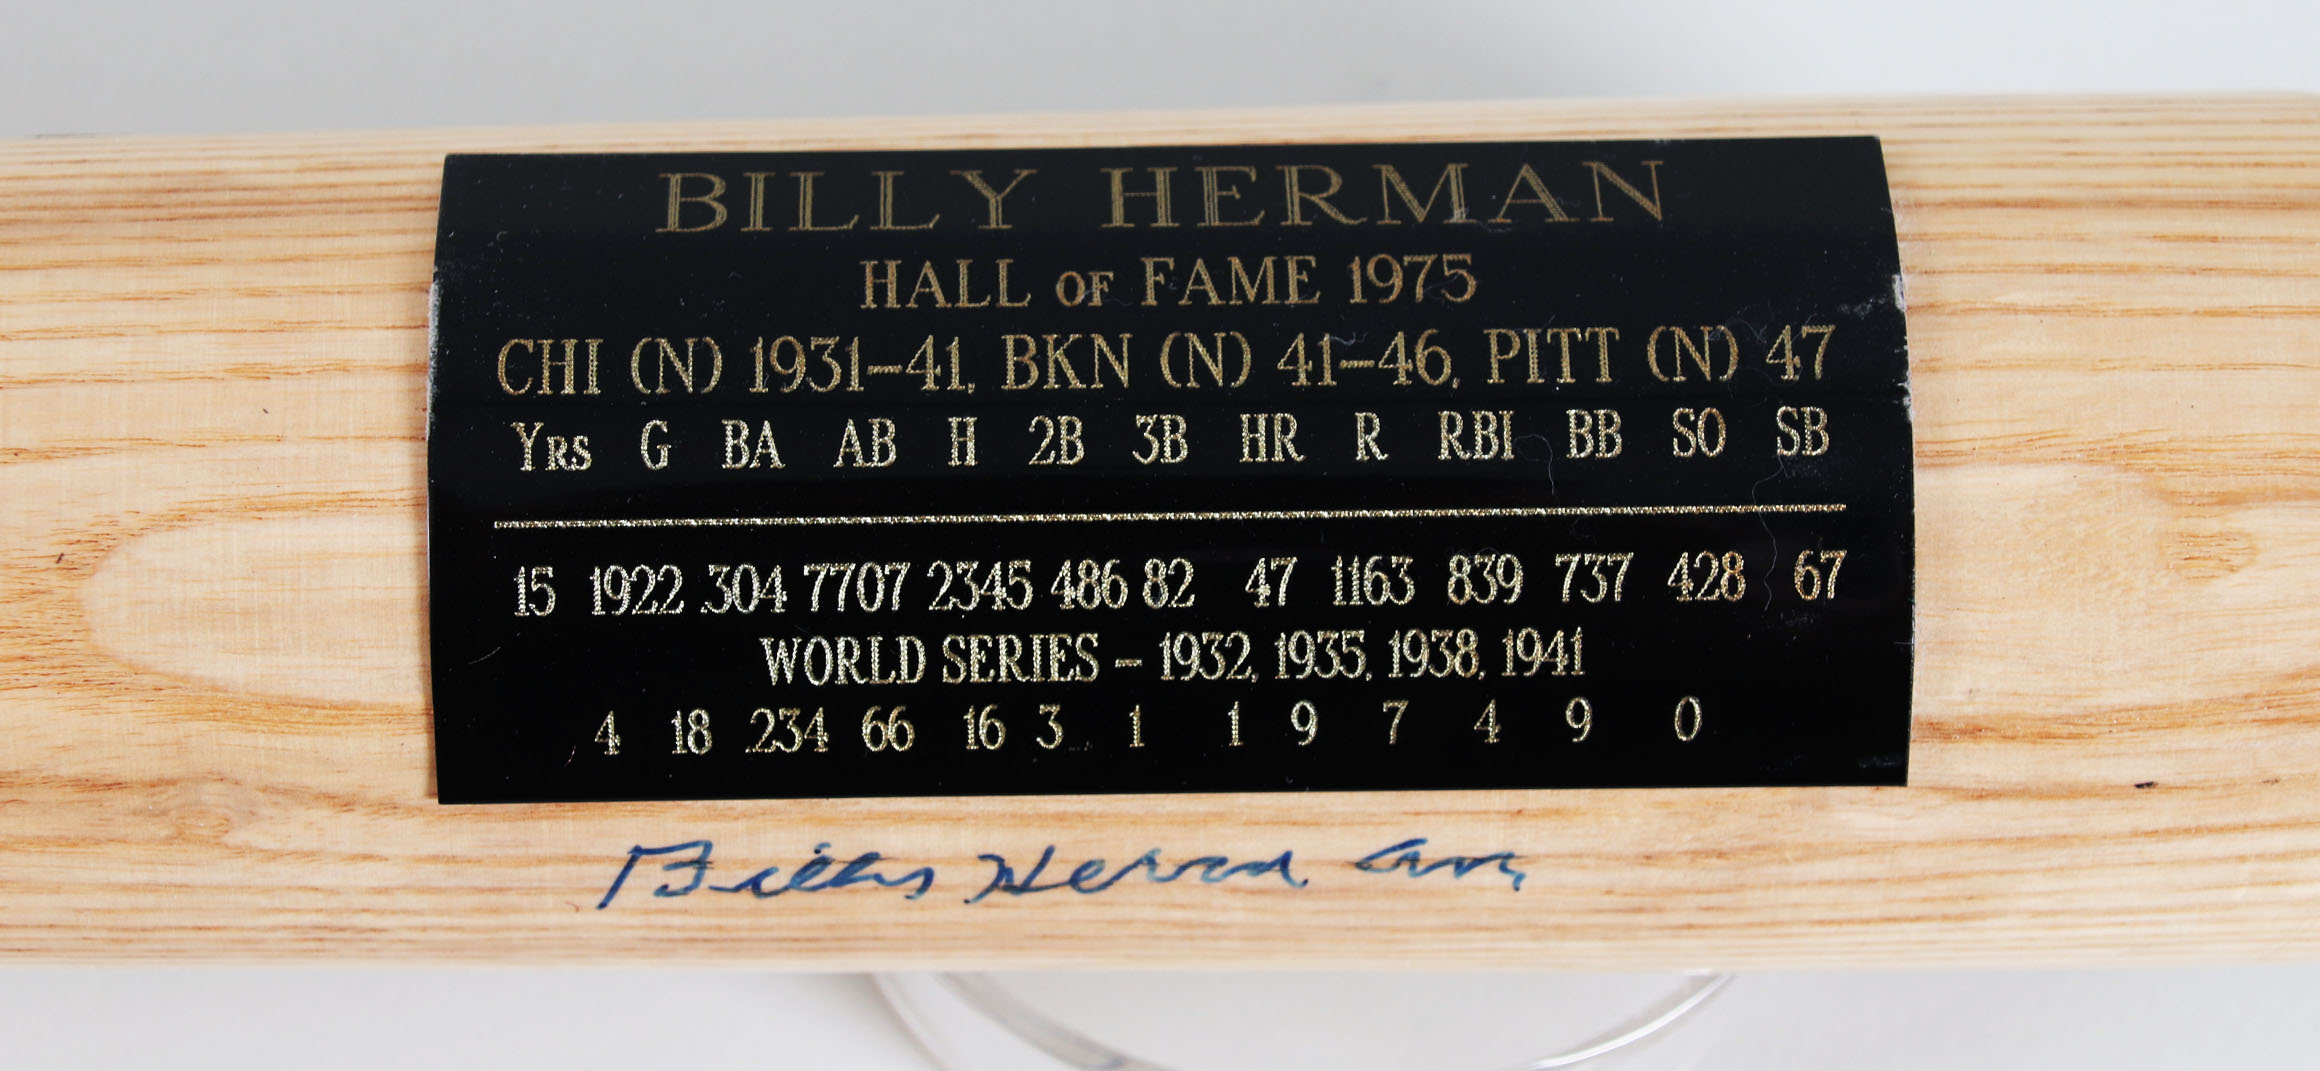 BILLY HERMAN
HALL OF FAME 1975
CHI (N) 1931–41, BKN (N) 41–46, PITT (N) 47
YRS G BA AB H 2B 3B HR R RBI BB SO SB
15 1922 .304 7707 2345 486 82 47 1163 839 737 428 67
WORLD SERIES – 1932, 1935, 1938, 1941
4 18 .234 66 16 3 1 1 9 7 4 9 0
Billy Herman